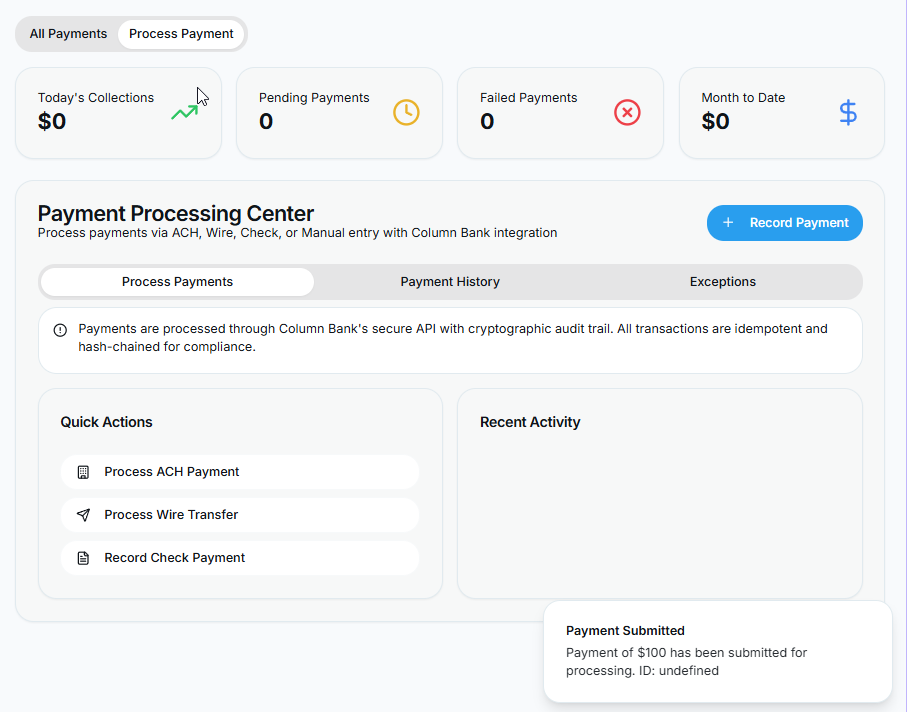 All Payments
Process Payment
Today's Collections
$0
Pending Payments
0
Failed Payments
0
Month to Date
$0
Payment Processing Center
Process payments via ACH, Wire, Check, or Manual entry with Column Bank integration
+ Record Payment
Process Payments
Payment History
Exceptions
Payments are processed through Column Bank's secure API with cryptographic audit trail. All transactions are idempotent and
hash-chained for compliance.
Quick Actions
Process ACH Payment
Process Wire Transfer
Record Check Payment
Recent Activity
Payment Submitted
Payment of $100 has been submitted for
processing. ID: undefined